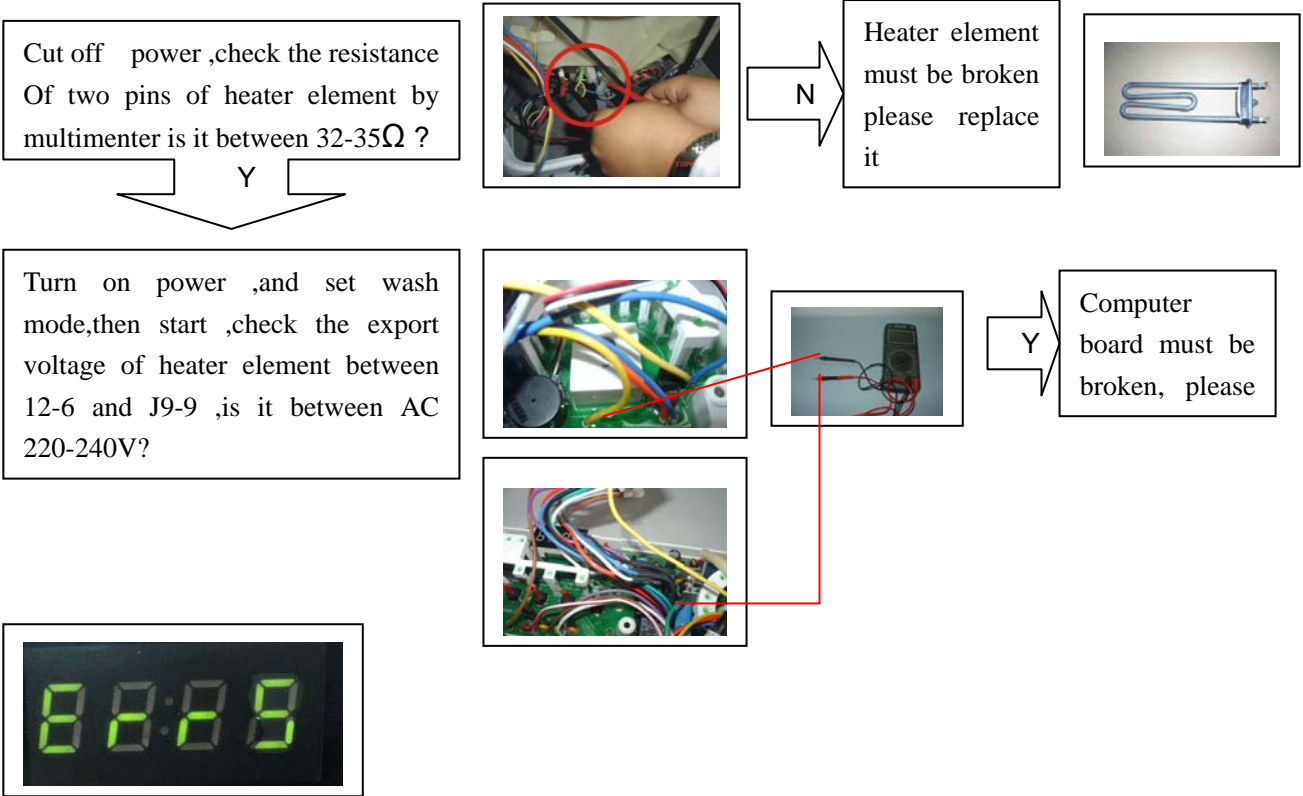 Cut off power ,check the resistance
Of two pins of heater element by
multimenter is it between 32-35Ω ?
Y
N
Heater element
must be broken
please replace
it
Turn on power ,and set wash
mode,then start ,check the export
voltage of heater element between
12-6 and J9-9 ,is it between AC
220-240V?
Y
Computer
board must be
broken, please
Err5